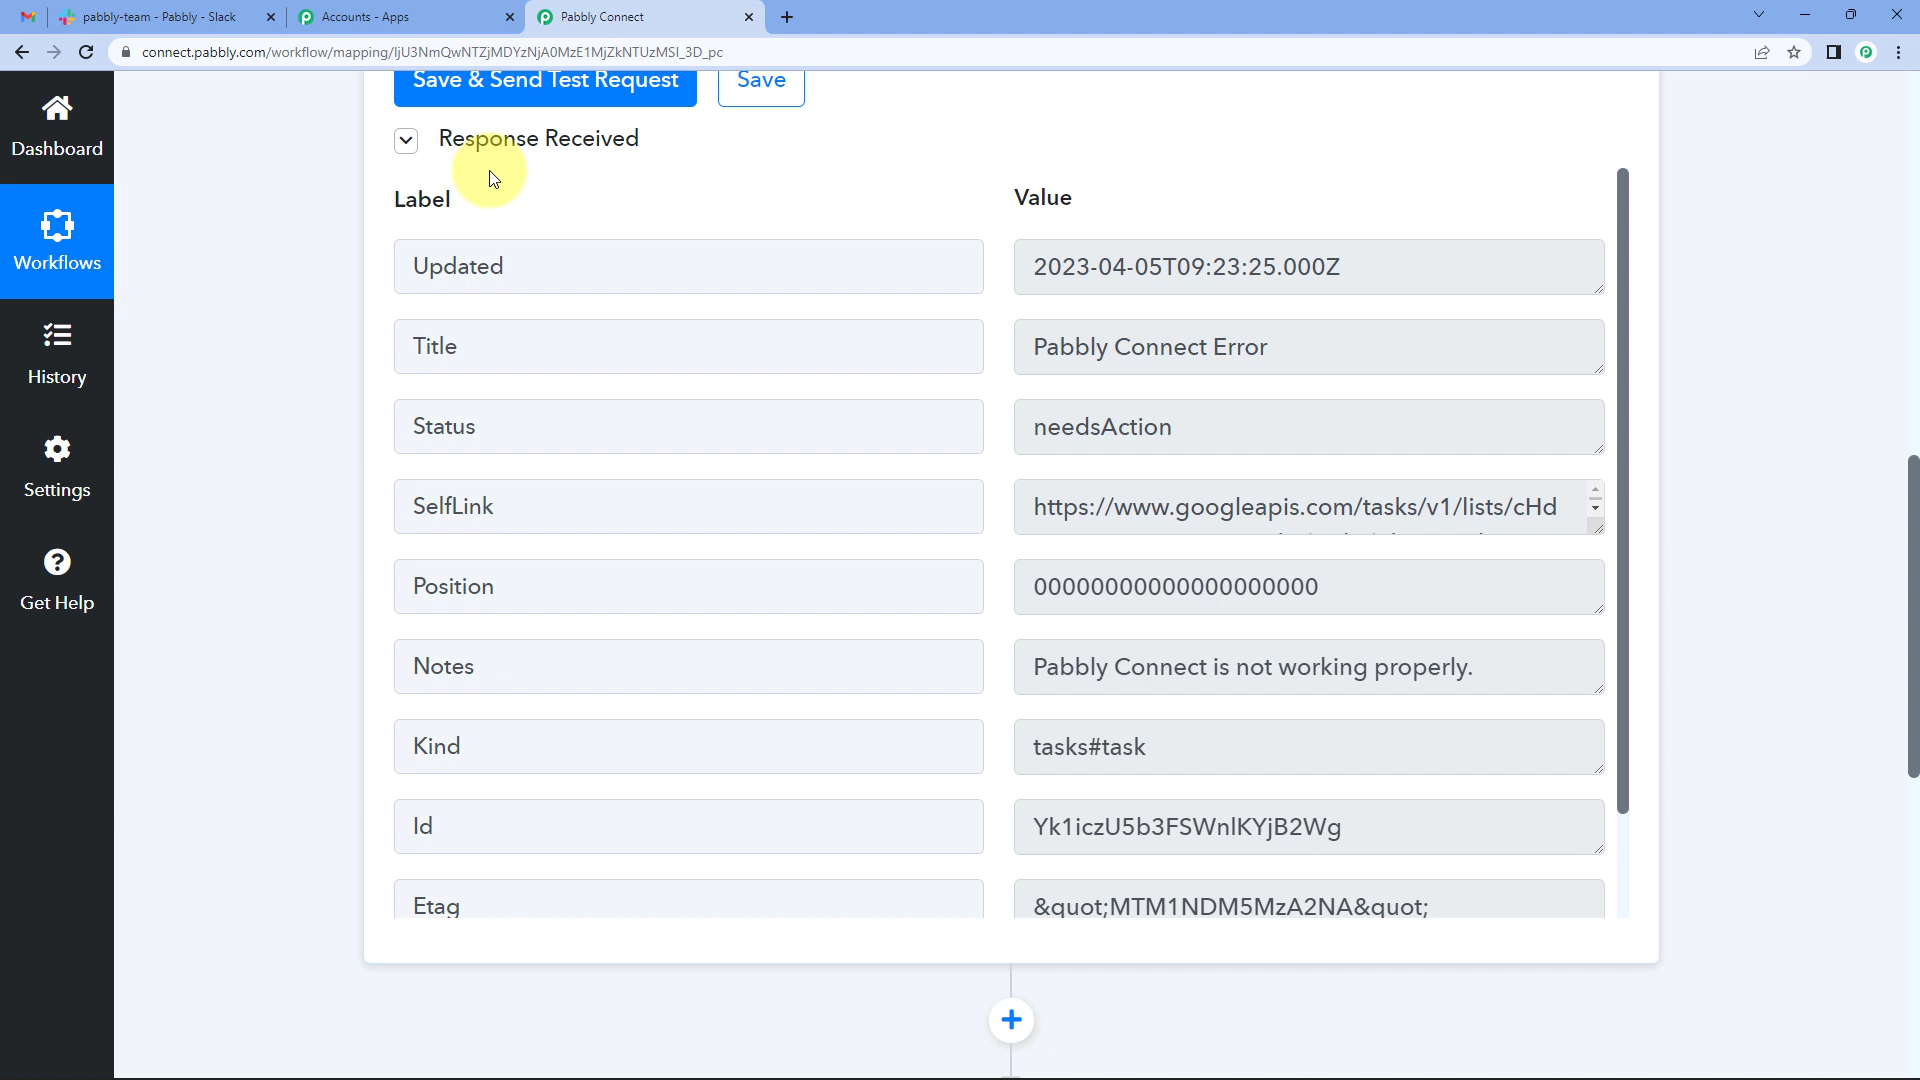 pabbly-team - Pabbly - Slack
Accounts - Apps
Pabbly Connect
connect.pabbly.com/workflow/mapping/IjU3NmQwNTZjMDYzNjA0MzE1MjZkNTUzMSI_3D_pc
Dashboard
Workflows
History
Settings
Get Help
Save & Send Test Request
Save
Response Received
Label
Value
Updated
2023-04-05T09:23:25.000Z
Title
Pabbly Connect Error
Status
needsAction
SelfLink
https://www.googleapis.com/tasks/v1/lists/cHd
Position
00000000000000000000
Notes
Pabbly Connect is not working properly.
Kind
tasks#task
Id
Yk1iczU5b3FSWnlKYjB2Wg
Etag
&quot;MTM1NDM5MzA2NA&quot;